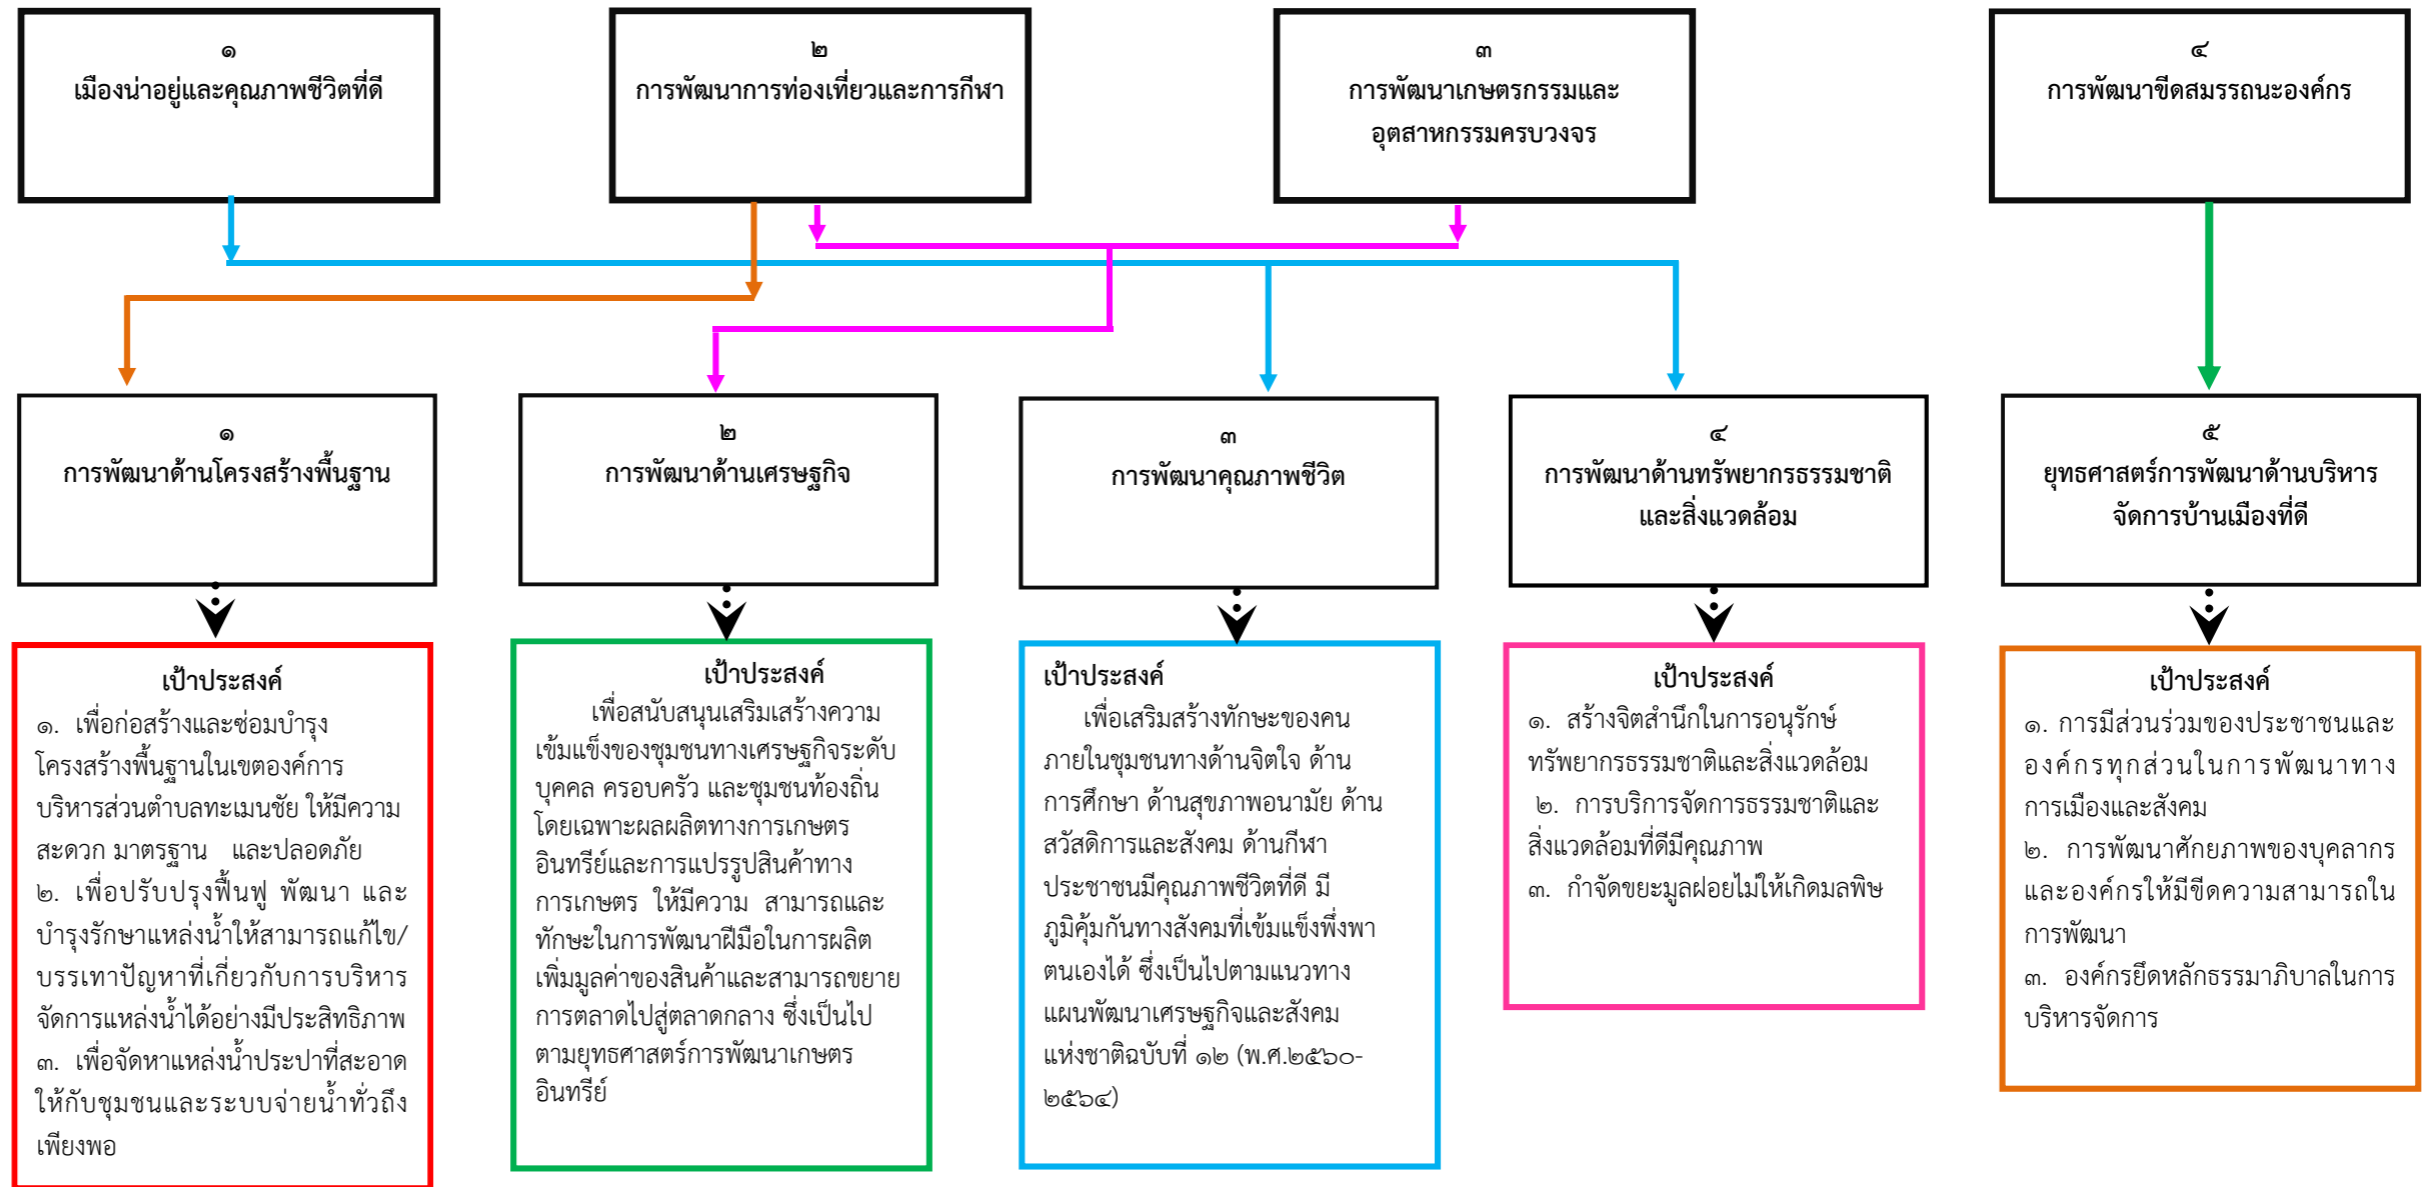 ๑
เมืองน่าอยู่และคุณภาพชีวิตที่ดี
๒
การพัฒนาการท่องเที่ยวและการกีฬา
๓
การพัฒนาเกษตรกรรมและ
อุตสาหกรรมครบวงจร
๔
การพัฒนาขีดสมรรถนะองค์กร
๑
การพัฒนาด้านโครงสร้างพื้นฐาน
๒
การพัฒนาด้านเศรษฐกิจ
๓
การพัฒนาคุณภาพชีวิต
๔
การพัฒนาด้านทรัพยากรธรรมชาติ
และสิ่งแวดล้อม
๕
ยุทธศาสตร์การพัฒนาด้านบริหาร
จัดการบ้านเมืองที่ดี
เป้าประสงค์
๑. เพื่อก่อสร้างและซ่อมบำรุง
โครงสร้างพื้นฐานในเขตองค์การ
บริหารส่วนตำบลทะเมนชัย ให้มีความ
สะดวก มาตรฐาน และปลอดภัย
๒. เพื่อปรับปรุงฟื้นฟู พัฒนา และ
บำรุงรักษาแหล่งน้ำให้สามารถแก้ไข/
บรรเทาปัญหาที่เกี่ยวกับการบริหาร
จัดการแหล่งน้ำได้อย่างมีประสิทธิภาพ
๓. เพื่อจัดหาแหล่งน้ำประปาที่สะอาด
ให้กับชุมชนและระบบจ่ายน้ำทั่วถึง
เพียงพอ
เป้าประสงค์
เพื่อสนับสนุนเสริมเสร้างความ
เข้มแข็งของชุมชนทางเศรษฐกิจระดับ
บุคคล ครอบครัว และชุมชนท้องถิ่น
โดยเฉพาะผลผลิตทางการเกษตร
อินทรีย์และการแปรรูปสินค้าทาง
การเกษตร ให้มีความ สามารถและ
ทักษะในการพัฒนาฝีมือในการผลิต
เพิ่มมูลค่าของสินค้าและสามารถขยาย
การตลาดไปสู่ตลาดกลาง ซึ่งเป็นไป
ตามยุทธศาสตร์การพัฒนาเกษตร
อินทรีย์
เป้าประสงค์
เพื่อเสริมสร้างทักษะของคน
ภายในชุมชนทางด้านจิตใจ ด้าน
การศึกษา ด้านสุขภาพอนามัย ด้าน
สวัสดิการและสังคม ด้านกีฬา
ประชาชนมีคุณภาพชีวิตที่ดี มี
ภูมิคุ้มกันทางสังคมที่เข้มแข็งพึ่งพา
ตนเองได้ ซึ่งเป็นไปตามแนวทาง
แผนพัฒนาเศรษฐกิจและสังคม
แห่งชาติฉบับที่ ๑๒ (พ.ศ.๒๕๖๐-
๒๕๖๔)
เป้าประสงค์
๑. สร้างจิตสำนึกในการอนุรักษ์
ทรัพยากรธรรมชาติและสิ่งแวดล้อม
๒. การบริการจัดการธรรมชาติและ
สิ่งแวดล้อมที่ดีมีคุณภาพ
๓. กำจัดขยะมูลฝอยไม่ให้เกิดมลพิษ
เป้าประสงค์
๑. การมีส่วนร่วมของประชาชนและ
องค์กรทุกส่วนในการพัฒนาทาง
การเมืองและสังคม
๒. การพัฒนาศักยภาพของบุคลากร
และองค์กรให้มีขีดความสามารถใน
การพัฒนา
๓. องค์กรยึดหลักธรรมาภิบาลในการ
บริหารจัดการ